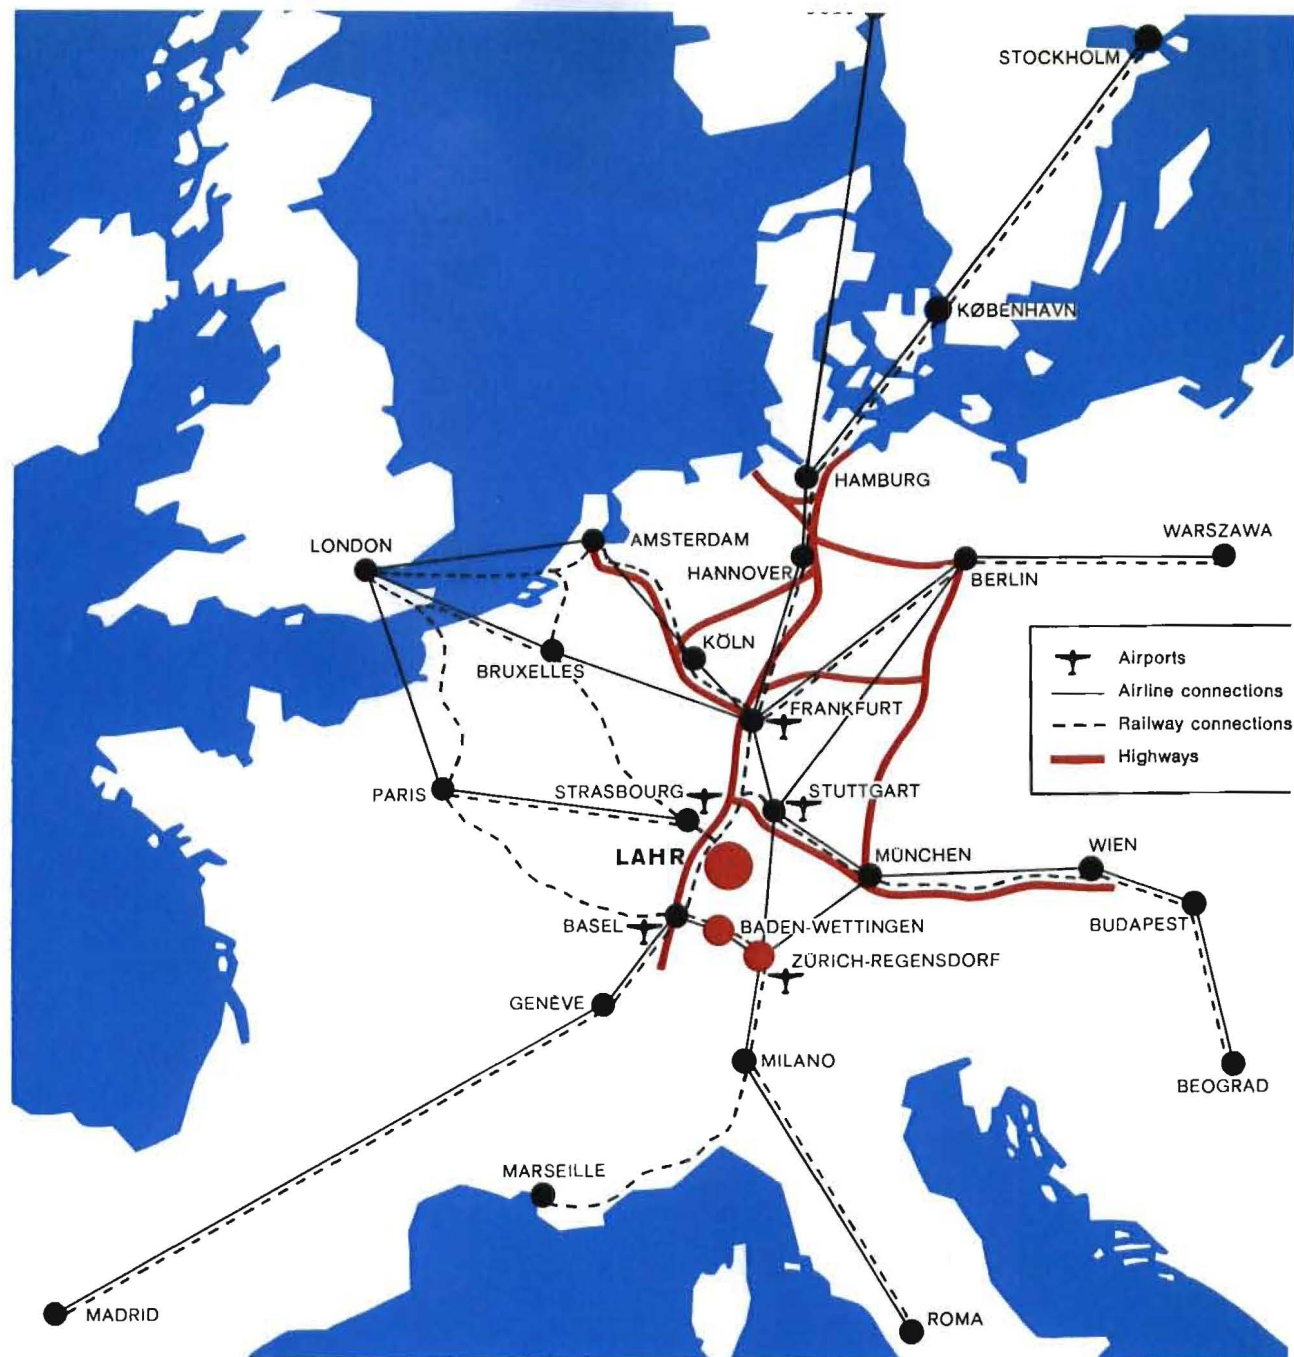 STOCKHOLM
KØBENHAVN
HAMBURG
WARSZAWA
AMSTERDAM
LONDON
HANNOVER
BERLIN
KÖLN
BRUXELLES
Airports
Airline connections
Railway connections
Highways
FRANKFURT
PARIS
STRASBOURG
STUTTGART
LAHR
MÜNCHEN
WIEN
BASEL
BADEN-WETTINGEN
BUDAPEST
ZÜRICH-REGENSDORF
GENÈVE
MILANO
BEOGRAD
MARSEILLE
MADRID
ROMA